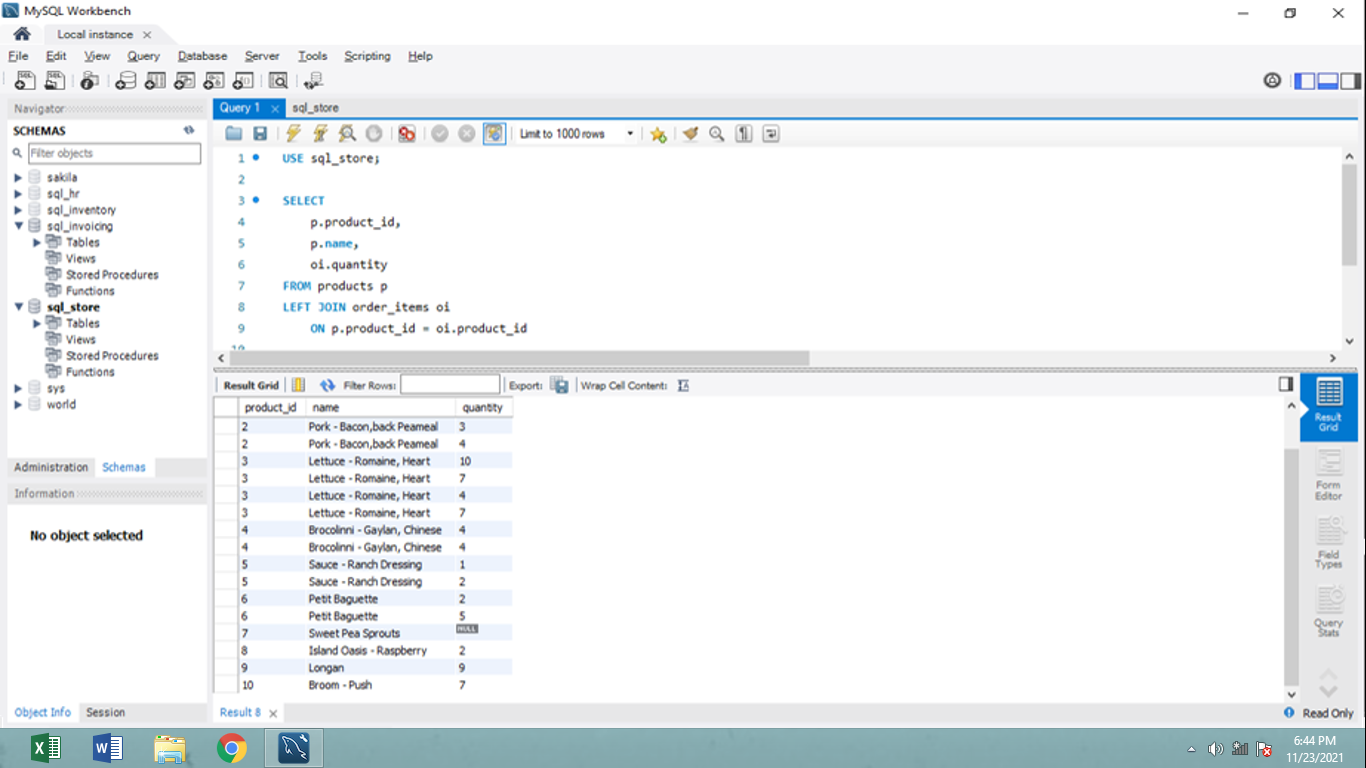 MySQL Workbench
Local instance
File Edit View Query Database Server Tools Scripting Help
Navigator
SCHEMAS
Filter objects
sakila
sql_hr
sql_inventory
sql_invoicing
Tables
Views
Stored Procedures
Functions
sql_store
Tables
Views
Stored Procedures
Functions
sys
world
Administration Schemas
Information
No object selected
Object Info Session
Query 1 sql_store
Limit to 1000 rows
1 USE sql_store;
2
3 SELECT
4 p.product_id,
5 p.name,
6 oi.quantity
7 FROM products p
8 LEFT JOIN order_items oi
9 ON p.product_id = oi.product_id
10
Result Grid Filter Rows: Export: Wrap Cell Content:
product_id name quantity
2 Pork - Bacon,back Peameal 3
2 Pork - Bacon,back Peameal 4
3 Lettuce - Romaine, Heart 10
3 Lettuce - Romaine, Heart 7
3 Lettuce - Romaine, Heart 4
3 Lettuce - Romaine, Heart 7
4 Brocolinni - Gaylan, Chinese 4
4 Brocolinni - Gaylan, Chinese 4
5 Sauce - Ranch Dressing 1
5 Sauce - Ranch Dressing 2
6 Petit Baguette 2
6 Petit Baguette 5
7 Sweet Pea Sprouts NULL
8 Island Oasis - Raspberry 2
9 Longan 9
10 Broom - Push 7
Result
Grid
Form
Editor
Field
Types
Query
Stats
Result 8
Read Only
6:44 PM
11/23/2021